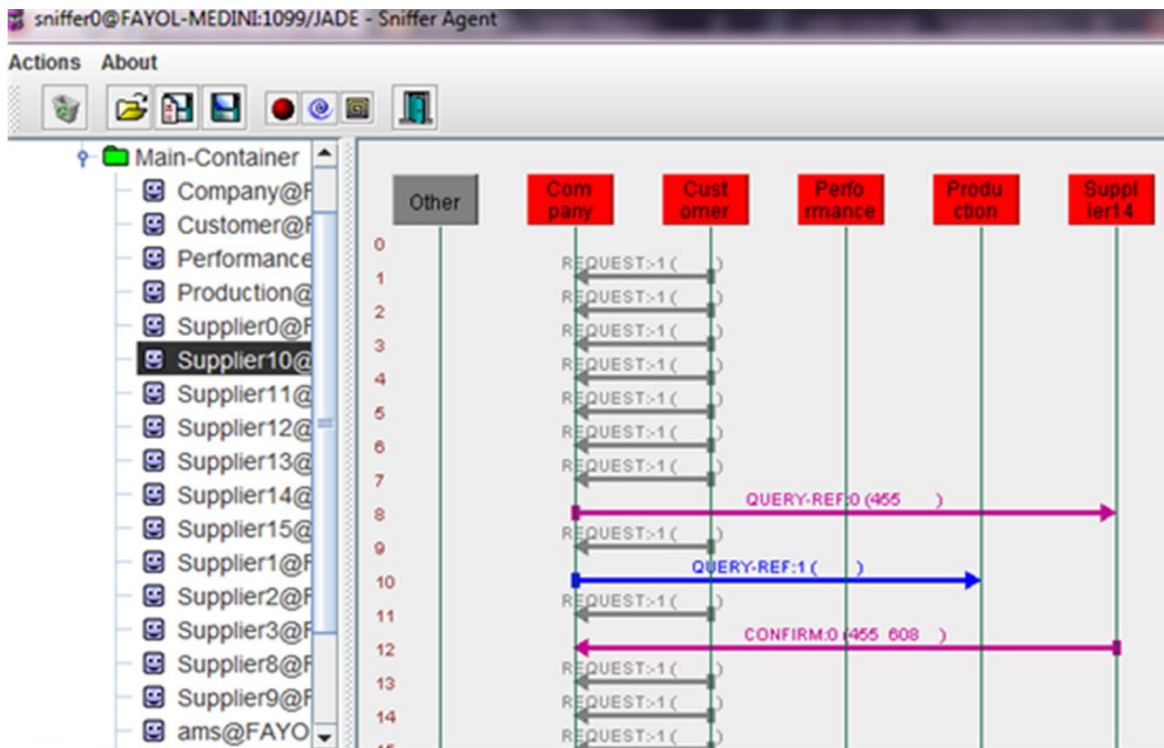 sniffer0@FAYOL-MEDINI:1099/JADE - Sniffer Agent
Actions About
Main-Container
Company@F
Customer@F
Performance
Production@
Supplier0@F
Supplier10@
Supplier11@
Supplier12@
Supplier13@
Supplier14@
Supplier15@
Supplier1@F
Supplier2@F
Supplier3@F
Supplier8@F
Supplier9@F
ams@FAYO
Other
Com
pany
Cust
omer
Perfo
rmance
Produ
ction
Suppl
ier14
0
REQUEST:-1 ( )
1
REQUEST:-1 ( )
2
REQUEST:-1 ( )
3
REQUEST:-1 ( )
4
REQUEST:-1 ( )
5
REQUEST:-1 ( )
6
REQUEST:-1 ( )
7
QUERY-REF:0 (455 )
8
REQUEST:-1 ( )
9
QUERY-REF:1 ( )
10
REQUEST:-1 ( )
11
CONFIRM:0 (455 608 )
12
REQUEST:-1 ( )
13
REQUEST:-1 ( )
14
REQUEST:-1 ( )
15